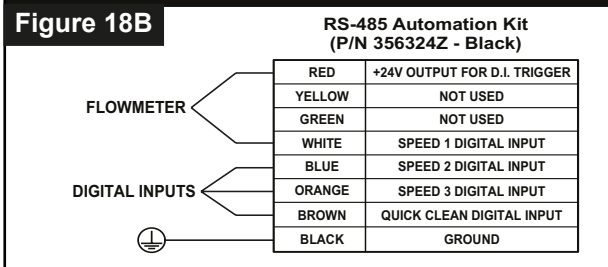 Figure 18B
RS-485 Automation Kit
(P/N 356324Z - Black)
FLOWMETER
DIGITAL INPUTS
RED +24V OUTPUT FOR D.I. TRIGGER
YELLOW NOT USED
GREEN NOT USED
WHITE SPEED 1 DIGITAL INPUT
BLUE SPEED 2 DIGITAL INPUT
ORANGE SPEED 3 DIGITAL INPUT
BROWN QUICK CLEAN DIGITAL INPUT
BLACK GROUND